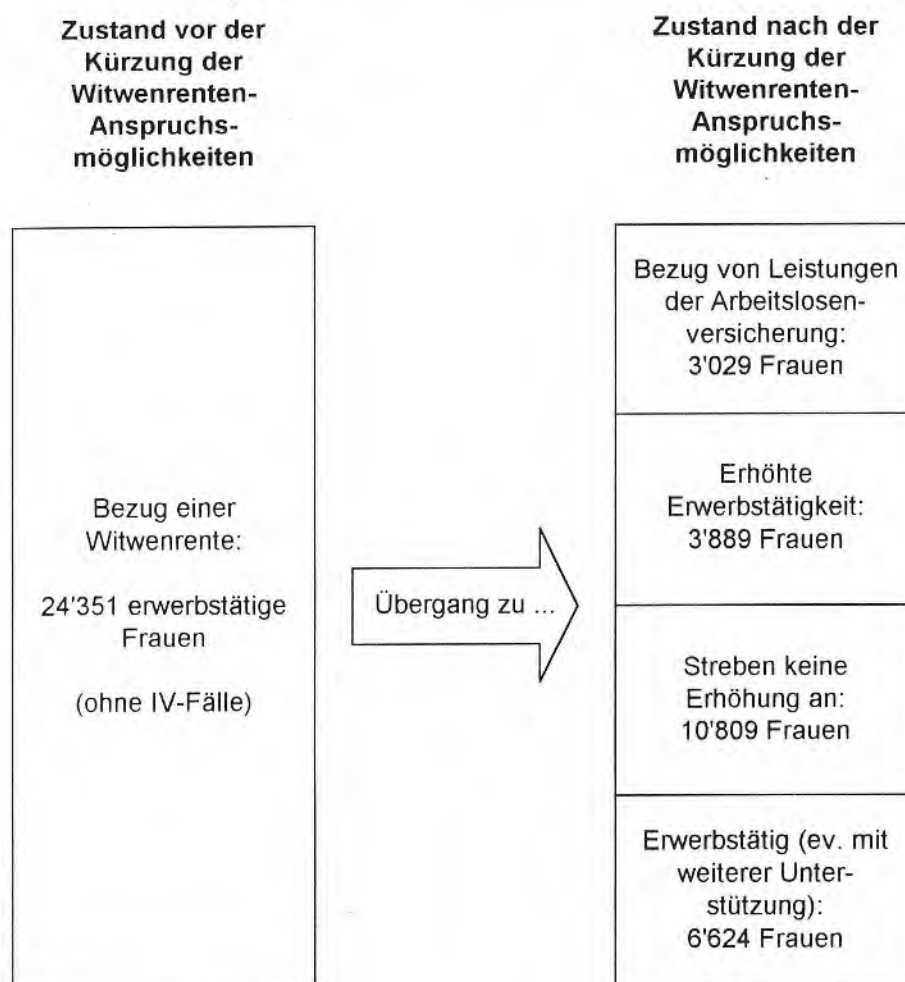 Zustand vor der
Kürzung der
Witwenrenten-
Anspruchs-
möglichkeiten
Zustand nach der
Kürzung der
Witwenrenten-
Anspruchs-
möglichkeiten
Bezug einer
Witwenrente:
24'351 erwerbstätige
Frauen
(ohne IV-Fälle)
Übergang zu ...
Bezug von Leistungen
der Arbeitslosen-
versicherung:
3'029 Frauen
Erhöhte
Erwerbstätigkeit:
3'889 Frauen
Streben keine
Erhöhung an:
10'809 Frauen
Erwerbstätig (ev. mit
weiterer Unter-
stützung):
6'624 Frauen